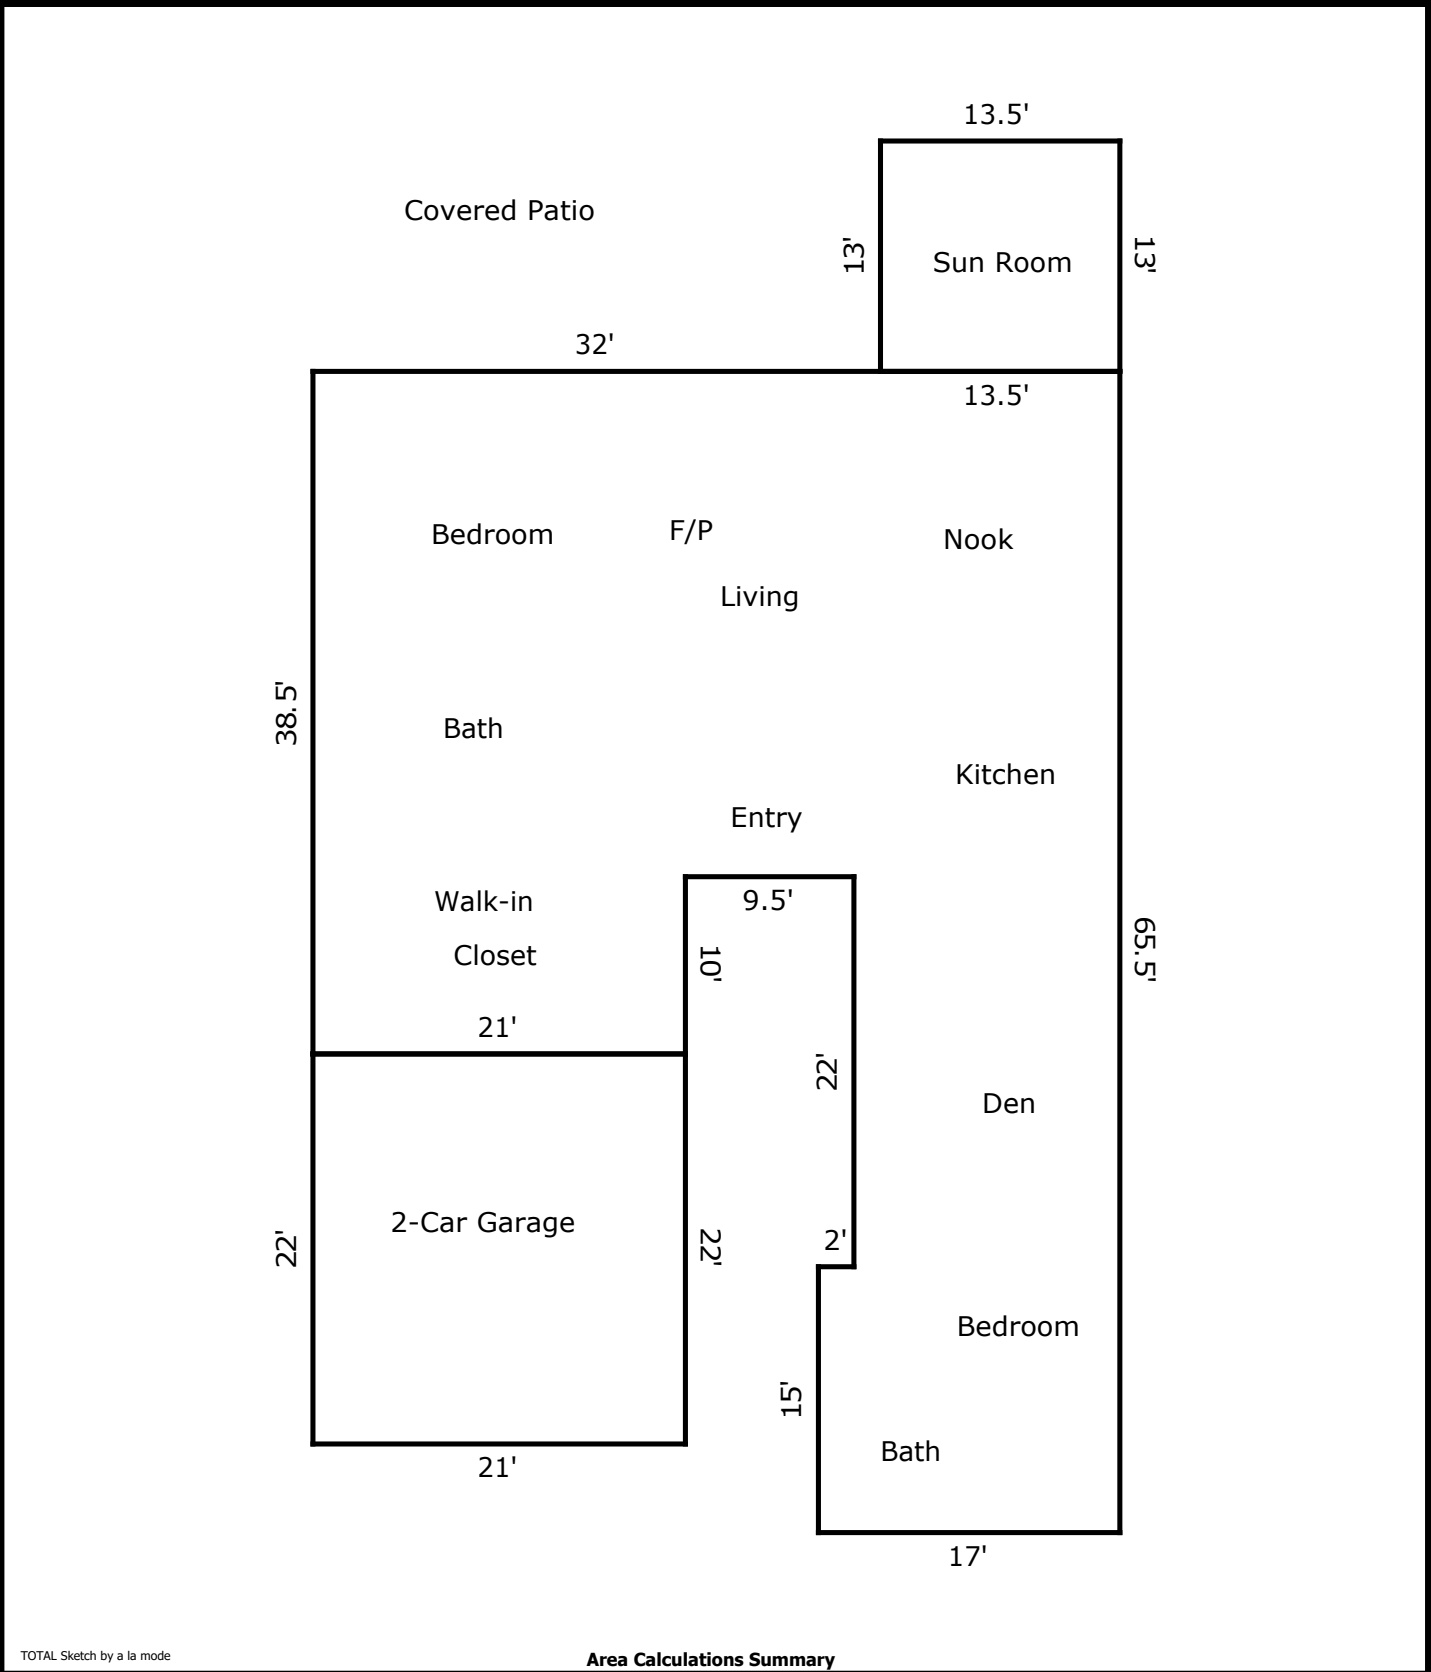 13.5'
Covered Patio
13'
Sun Room
13'
32'
13.5'
Bedroom
F/P
Nook
Living
38.5'
Bath
Kitchen
Entry
Walk-in
9.5'
Closet
10'
65.5'
21'
22'
Den
2-Car Garage
22'
22'
2'
Bedroom
15'
Bath
21'
17'
TOTAL Sketch by a la mode
Area Calculations Summary